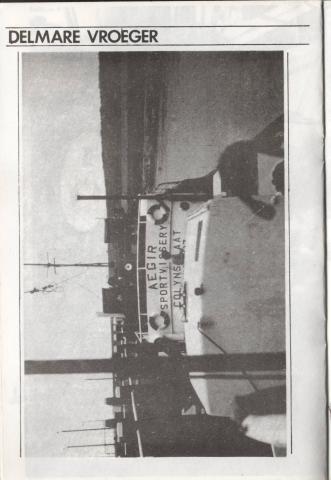 DELMARE VROEGER
AEGIR
SPORTVISSERY
COLYNSPLAAT